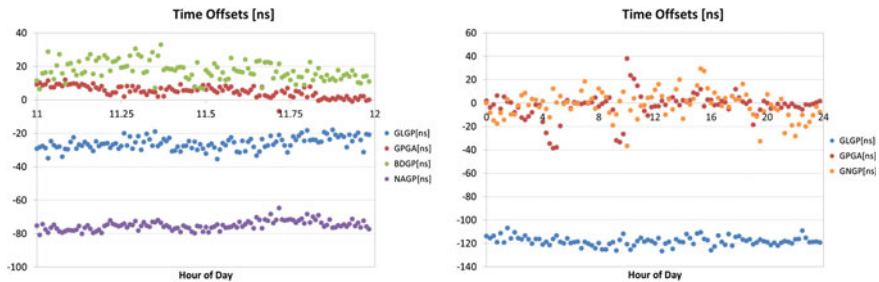 Time Offsets [ns]
40
20
0
-20
-40
-60
-80
-100
11
11.25
11.5
11.75
12
Hour of Day
GLGP[ns]
GPGA[ns]
BDGP[ns]
NAGP[ns]
Time Offsets [ns]
60
40
20
0
-20
-40
-60
-80
-100
-120
-140
0
4
8
12
16
20
24
Hour of Day
GLGP[ns]
GPGA[ns]
GNGP[ns]